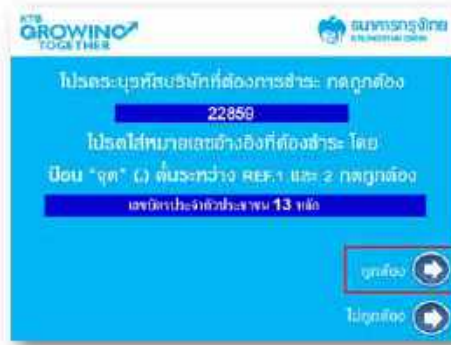 KTB
GROWING
TOGETHER
ธนาคารกรุงไทย
KRUNGTHAI BANK
โปรดระบุรหัสบริษัทที่ต้องการชำระ กดถูกต้อง
22859
โปรดใส่หมายเลขอ้างอิงที่ต้องชำระ โดย
ป้อน "จุด" (.) คั่นระหว่าง REF.1 และ 2 กดถูกต้อง
เลขบัตรประจำตัวประชาชน 13 หลัก
ถูกต้อง
ไม่ถูกต้อง